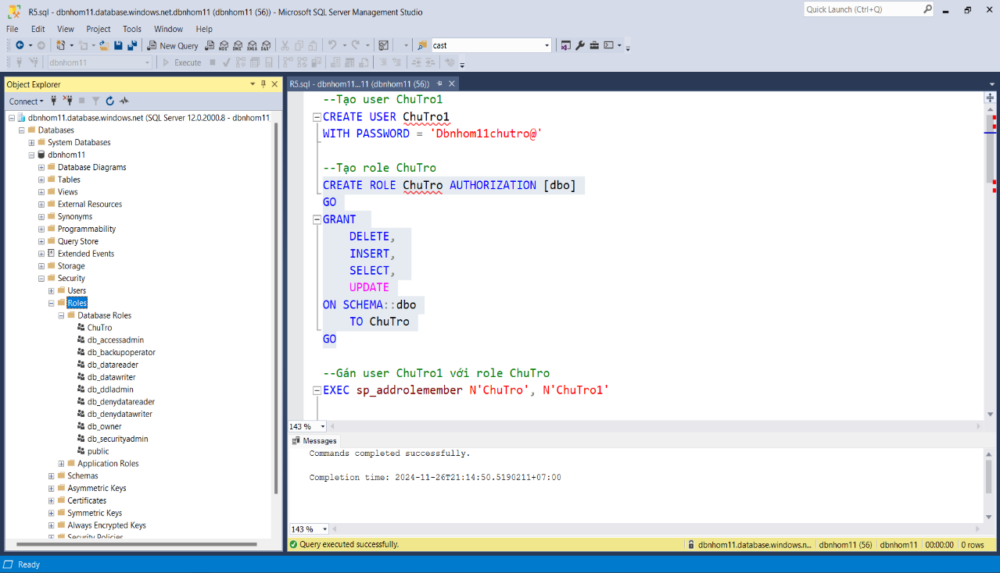 R5.sql - dbnhom11.database.windows.net.dbnhom11 (dbnhom11 (56)) - Microsoft SQL Server Management Studio
Quick Launch (Ctrl+Q)
File Edit View Project Tools Window Help
New Query
MDX DMX XMLA DAX
cast
dbnhom11
Execute
Object Explorer
Connect
dbnhom11.database.windows.net (SQL Server 12.0.2000.8 - dbnhom11
Databases
System Databases
dbnhom11
Database Diagrams
Tables
Views
External Resources
Synonyms
Programmability
Query Store
Extended Events
Storage
Security
Users
Roles
Database Roles
ChuTro
db_accessadmin
db_backupoperator
db_datareader
db_datawriter
db_ddladmin
db_denydatareader
db_denydatawriter
db_owner
db_securityadmin
public
Application Roles
Schemas
Asymmetric Keys
Certificates
Symmetric Keys
Always Encrypted Keys
Security Policies
R5.sql - dbnhom11...11 (dbnhom11 (56))
--Tạo user ChuTro1
CREATE USER ChuTro1
WITH PASSWORD = 'Dbnhom11chutro@'
--Tạo role ChuTro
CREATE ROLE ChuTro AUTHORIZATION [dbo]
GO
GRANT
DELETE,
INSERT,
SELECT,
UPDATE
ON SCHEMA::dbo
TO ChuTro
GO
--Gán user ChuTro1 với role ChuTro
EXEC sp_addrolemember N'ChuTro', N'ChuTro1'
143 %
Messages
Commands completed successfully.
Completion time: 2024-11-26T21:14:50.5190211+07:00
143 %
Query executed successfully.
dbnhom11.database.windows.n... dbnhom11 (56) dbnhom11 00:00:00 0 rows
Ready